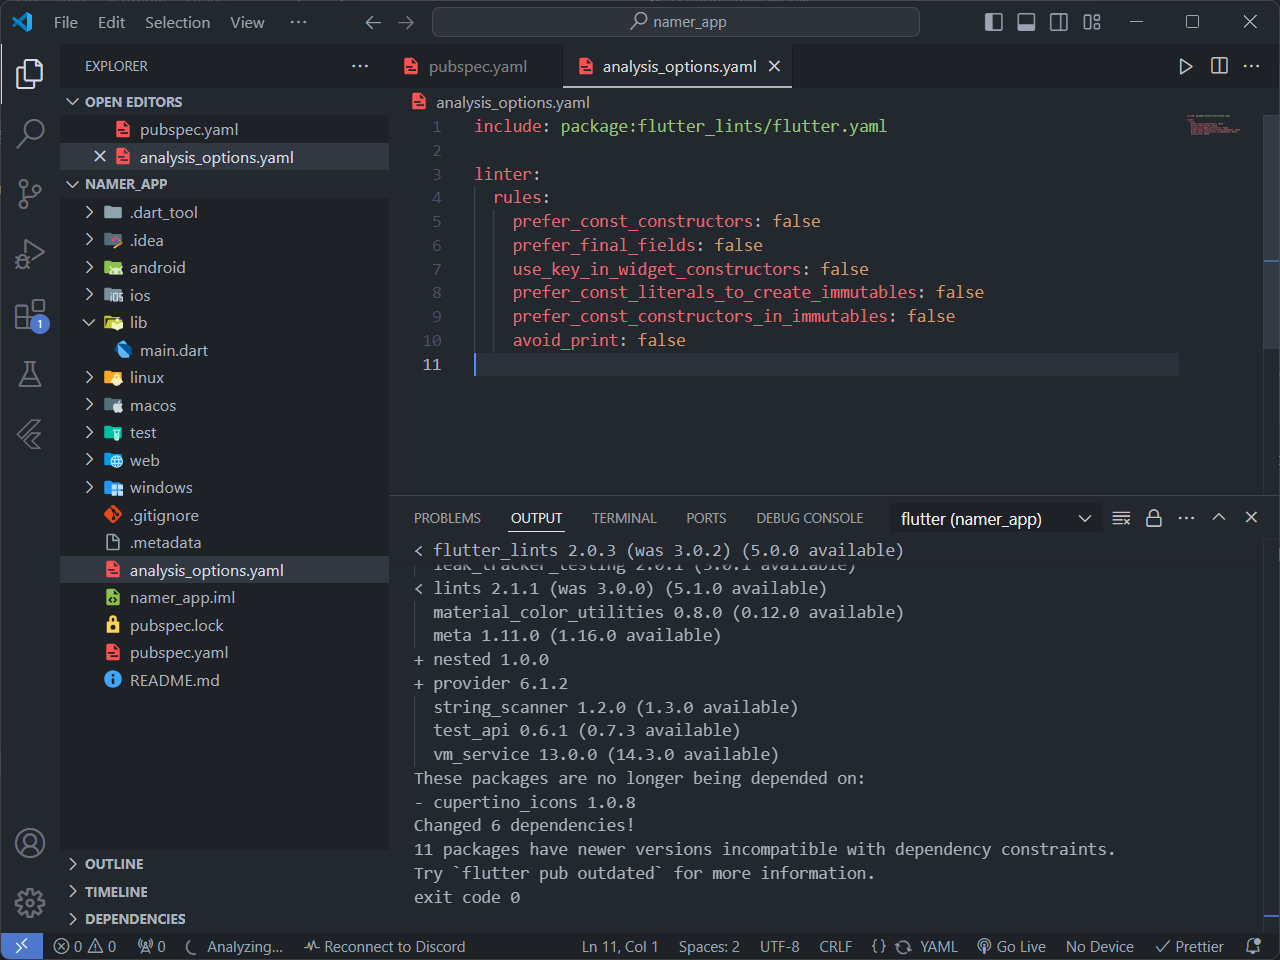 File Edit Selection View ··· namer_app
EXPLORER ···
OPEN EDITORS
pubspec.yaml
analysis_options.yaml
NAMER_APP
.dart_tool
.idea
android
ios
lib
main.dart
linux
macos
test
web
windows
.gitignore
.metadata
analysis_options.yaml
namer_app.iml
pubspec.lock
pubspec.yaml
README.md
OUTLINE
TIMELINE
DEPENDENCIES
1
pubspec.yaml analysis_options.yaml
analysis_options.yaml
1 include: package:flutter_lints/flutter.yaml
2
3 linter:
4 rules:
5 prefer_const_constructors: false
6 prefer_final_fields: false
7 use_key_in_widget_constructors: false
8 prefer_const_literals_to_create_immutables: false
9 prefer_const_constructors_in_immutables: false
10 avoid_print: false
11
PROBLEMS OUTPUT TERMINAL PORTS DEBUG CONSOLE flutter (namer_app)
< flutter_lints 2.0.3 (was 3.0.2) (5.0.0 available)
leak_tracker_testing 2.0.1 (3.0.1 available)
< lints 2.1.1 (was 3.0.0) (5.1.0 available)
material_color_utilities 0.8.0 (0.12.0 available)
meta 1.11.0 (1.16.0 available)
+ nested 1.0.0
+ provider 6.1.2
string_scanner 1.2.0 (1.3.0 available)
test_api 0.6.1 (0.7.3 available)
vm_service 13.0.0 (14.3.0 available)
These packages are no longer being depended on:
- cupertino_icons 1.0.8
Changed 6 dependencies!
11 packages have newer versions incompatible with dependency constraints.
Try `flutter pub outdated` for more information.
exit code 0
0 0 0 Analyzing... Reconnect to Discord Ln 11, Col 1 Spaces: 2 UTF-8 CRLF {} YAML Go Live No Device Prettier